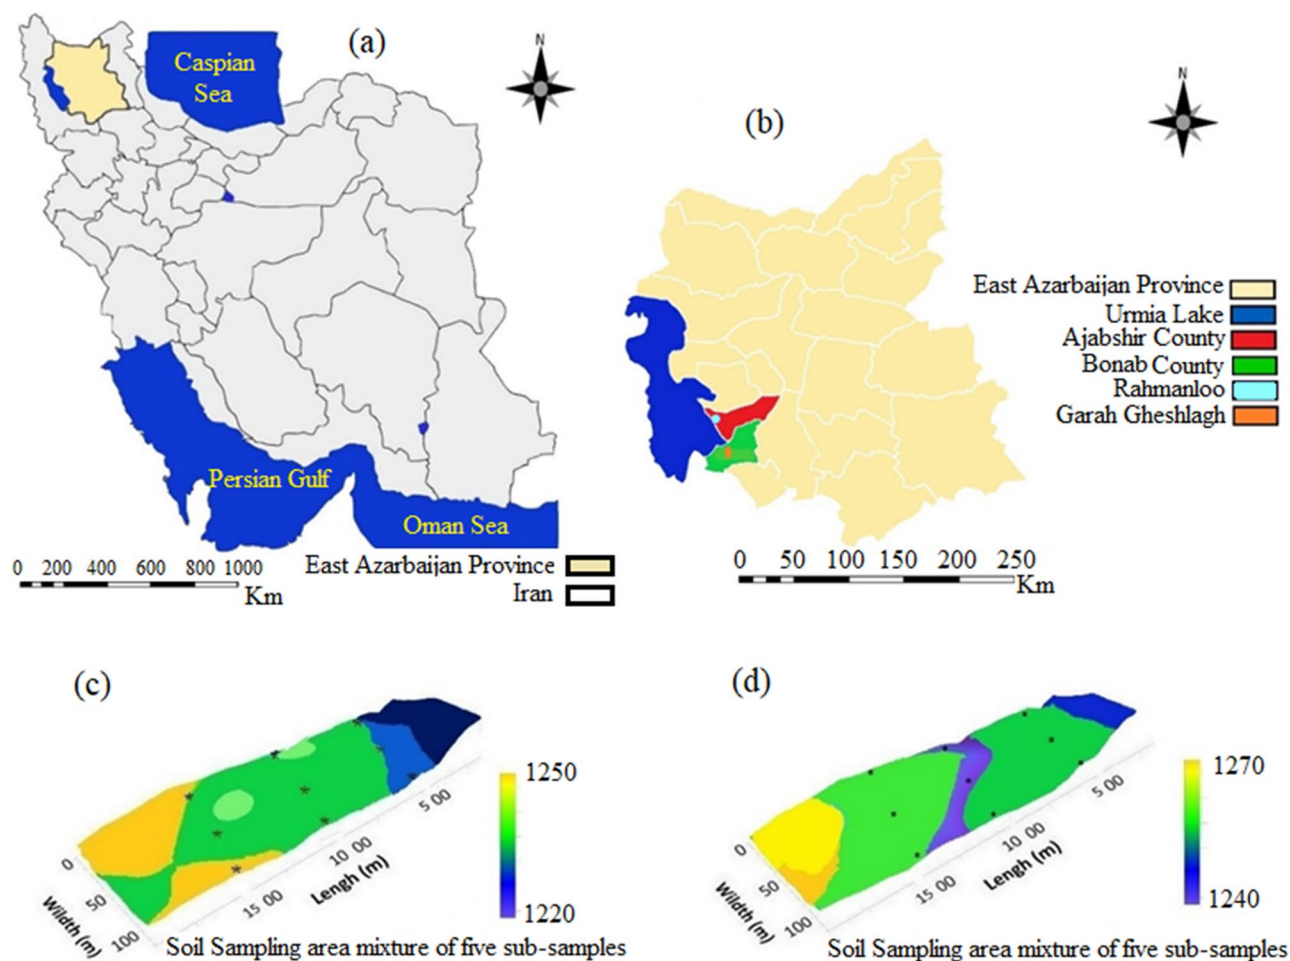 (a)
N
Caspian
Sea
Persian Gulf
Oman Sea
0 200 400 600 800 1000
Km
East Azarbaijan Province
Iran
(b)
N
East Azarbaijan Province
Urmia Lake
Ajabshir County
Bonab County
Rahmanloo
Garah Gheshlagh
0 50 100 150 200 250
Km
(c)
1250
1220
0
50
100
Wildth (m)
15 00
10 00
5 00
Lengh (m)
Soil Sampling area mixture of five sub-samples
(d)
1270
1240
0
50
100
Wildth (m)
15 00
10 00
5 00
Lengh (m)
Soil Sampling area mixture of five sub-samples